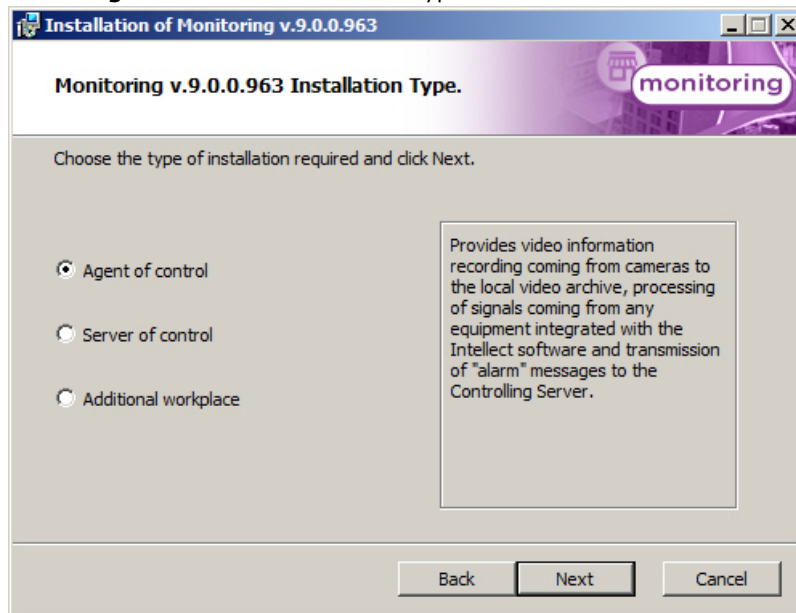 Installation of Monitoring v.9.0.0.963
Monitoring v.9.0.0.963 Installation Type.
monitoring
Choose the type of installation required and click Next.
Agent of control
Server of control
Additional workplace
Provides video information
recording coming from cameras to
the local video archive, processing
of signals coming from any
equipment integrated with the
Intellect software and transmission
of "alarm" messages to the
Controlling Server.
Back
Next
Cancel